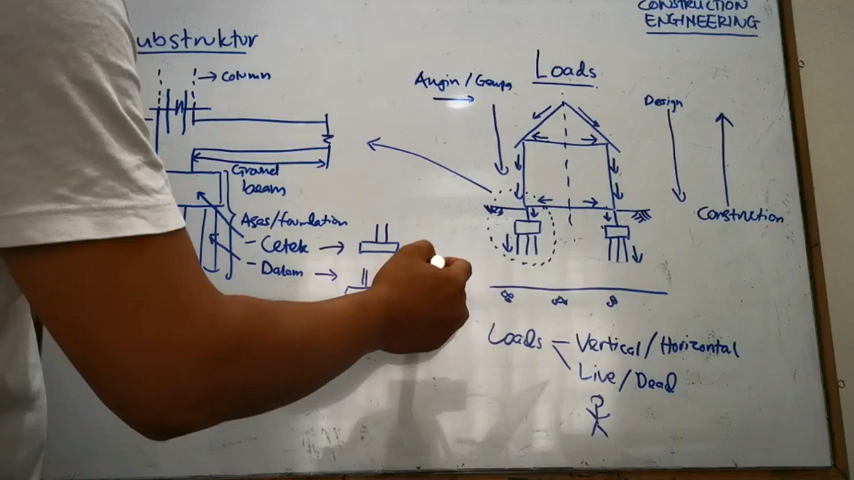 CONSTRUCTION
ENGINEERING
ubstruktur
→ column
Ground
beam
Asas/foundation
- Cetek →
- Dalam →
Angin/Gempa
Loads
Design
Construction
Loads - Vertical/Horizontal
Live/Dead